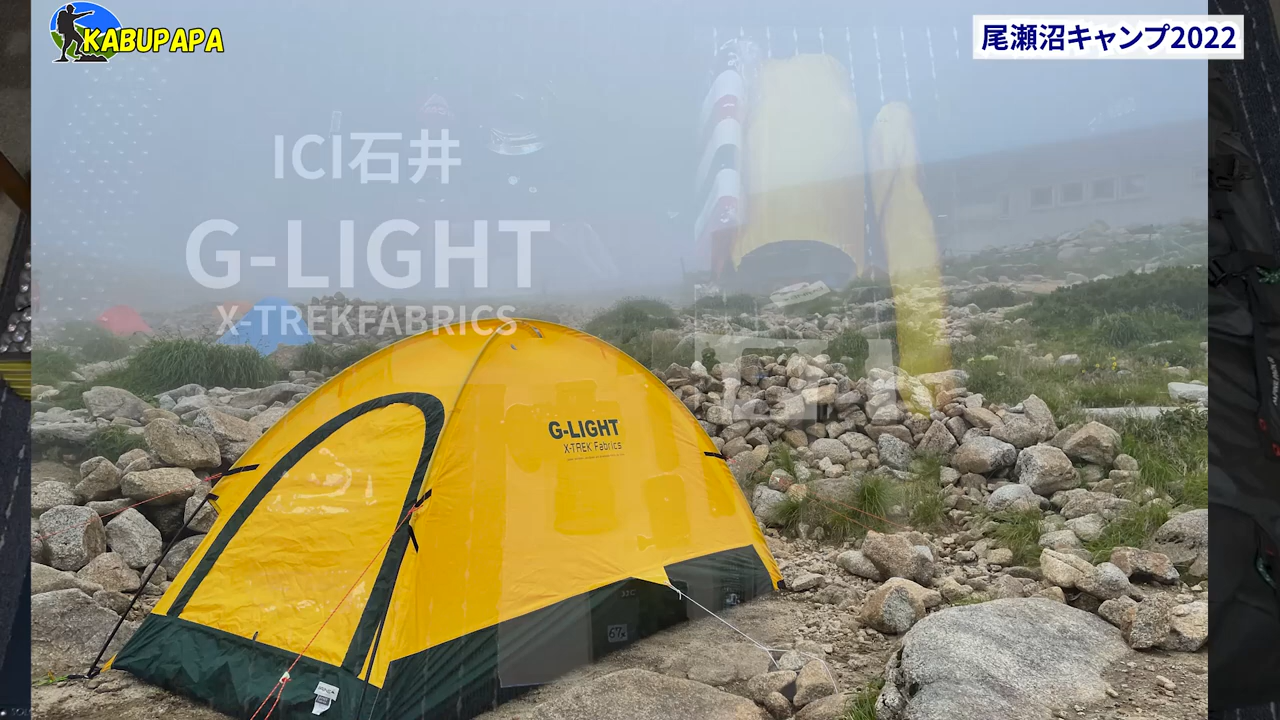 KABUPAPA
尾瀬沼キャンプ2022
ICI石井
G-LIGHT
X-TREKFABRICS
G-LIGHT
X-TREK Fabrics
67